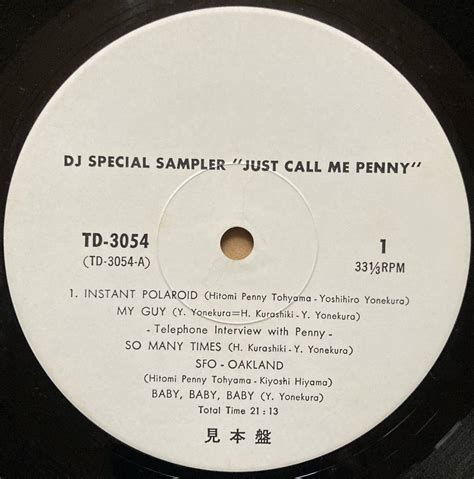 DJ SPECIAL SAMPLER "JUST CALL ME PENNY"
TD-3054
(TD-3054-A)
1
33⅓RPM
1. INSTANT POLAROID (Hitomi Penny Tohyama - Yoshihiro Yonekura)
MY GUY (Y. Yonekura=H. Kurashiki - Y. Yonekura)
- Telephone Interview with Penny -
SO MANY TIMES (H. Kurashiki - Y. Yonekura)
SFO - OAKLAND
(Hitomi Penny Tohyama - Kiyoshi Hiyama)
BABY, BABY, BABY (Y. Yonekura)
Total Time 21 : 13
見本盤